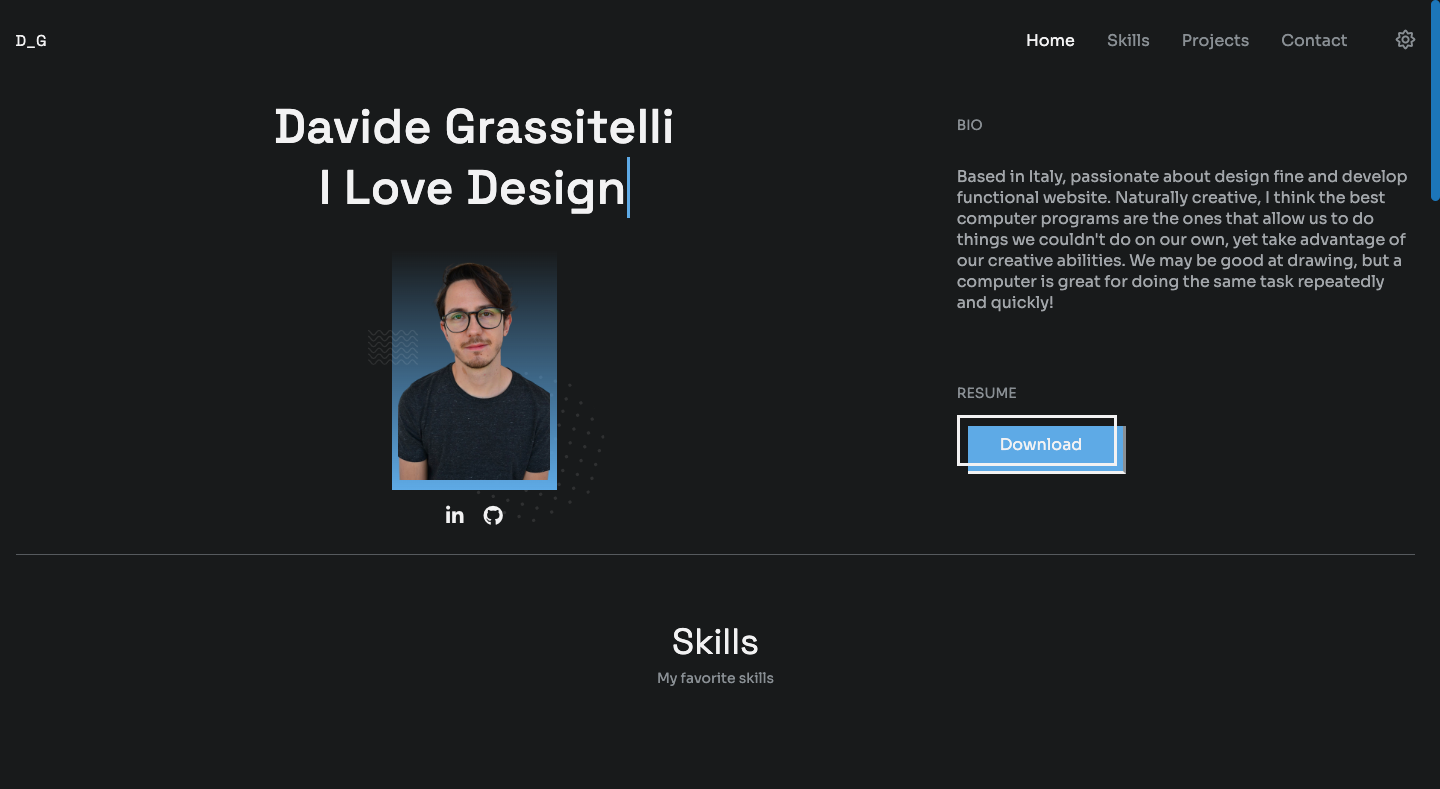 D_G
Home
Skills
Projects
Contact
Davide Grassitelli
I Love Design
BIO
Based in Italy, passionate about design fine and develop
functional website. Naturally creative, I think the best
computer programs are the ones that allow us to do
things we couldn't do on our own, yet take advantage of
our creative abilities. We may be good at drawing, but a
computer is great for doing the same task repeatedly
and quickly!
RESUME
Download
in
Skills
My favorite skills